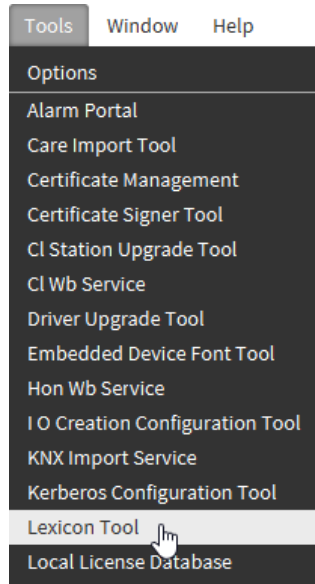 Tools Window Help
Options
Alarm Portal
Care Import Tool
Certificate Management
Certificate Signer Tool
Cl Station Upgrade Tool
Cl Wb Service
Driver Upgrade Tool
Embedded Device Font Tool
Hon Wb Service
I O Creation Configuration Tool
KNX Import Service
Kerberos Configuration Tool
Lexicon Tool
Local License Database